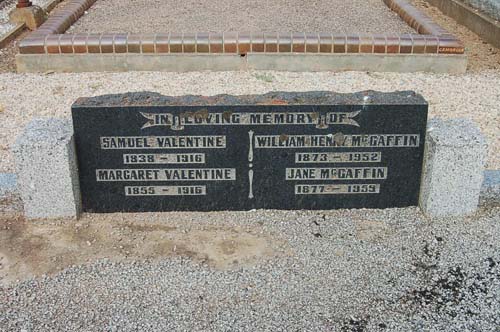 IN LOVING MEMORY OF
SAMUEL VALENTINE
1838 - 1916
MARGARET VALENTINE
1855 - 1916
WILLIAM HENRY McGAFFIN
1873 - 1952
JANE McGAFFIN
1877 - 1959